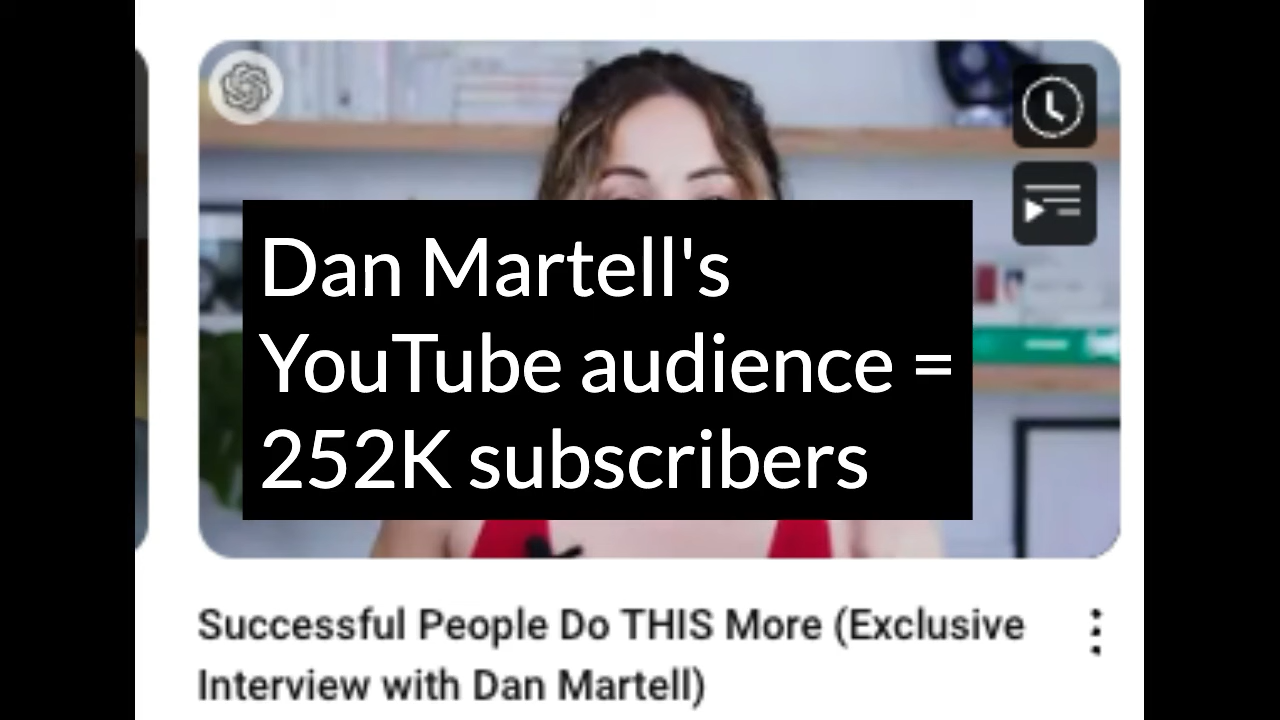 Dan Martell's
YouTube audience =
252K subscribers
Successful People Do THIS More (Exclusive
Interview with Dan Martell)